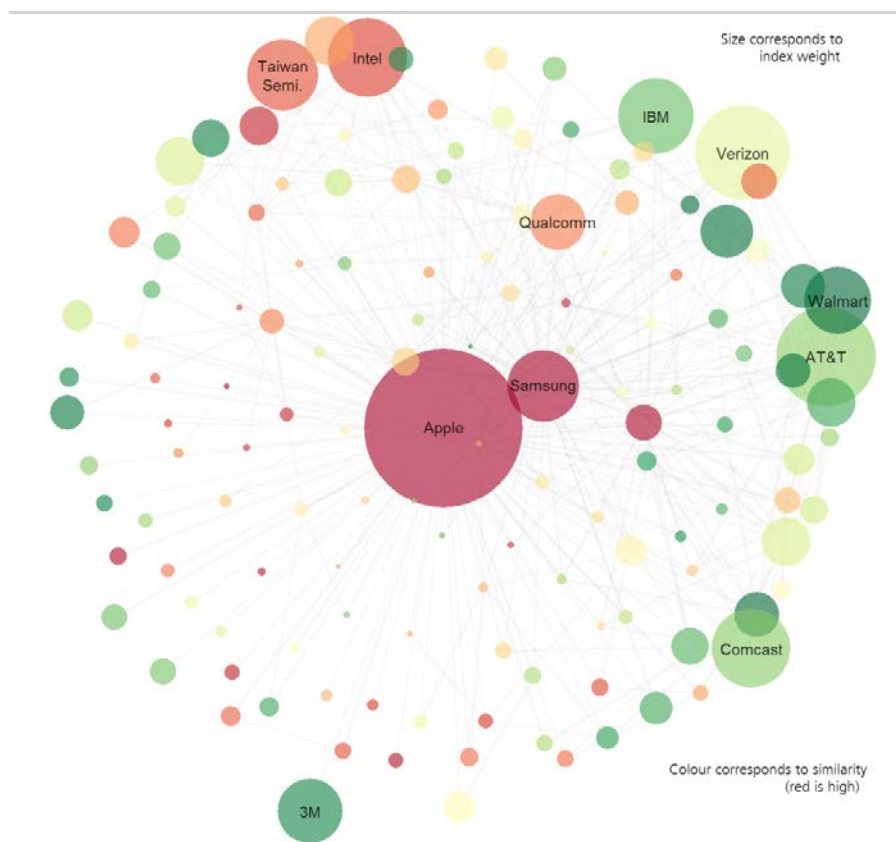 Size corresponds to
index weight
Intel
Taiwan
Semi.
IBM
Verizon
Qualcomm
Walmart
AT&T
Samsung
Apple
Comcast
Colour corresponds to similarity
(red is high)
3M